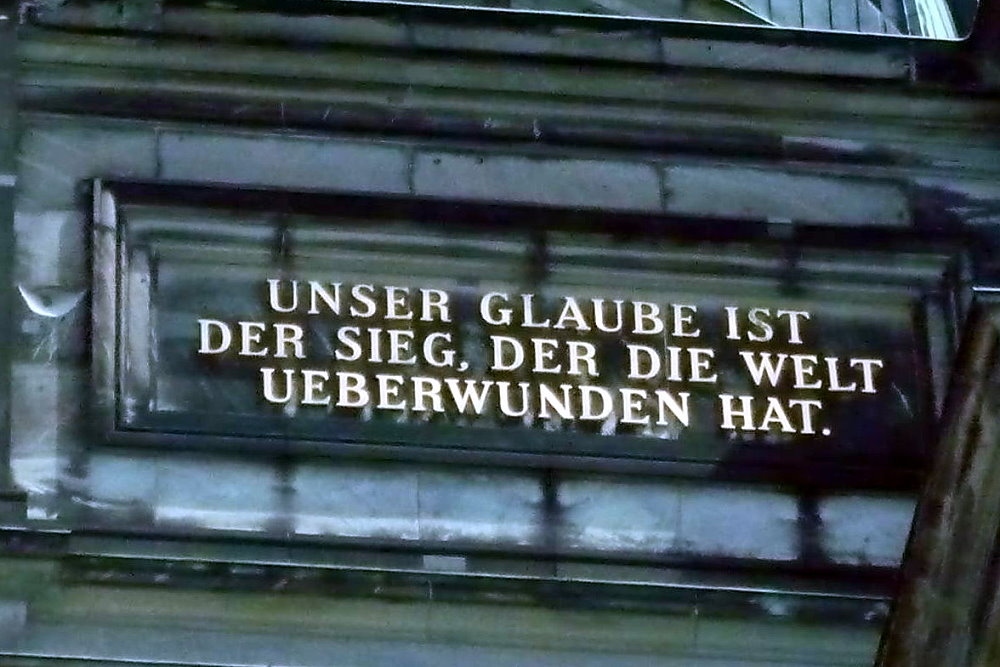 UNSER GLAUBE IST
DER SIEG, DER DIE WELT
UEBERWUNDEN HAT.